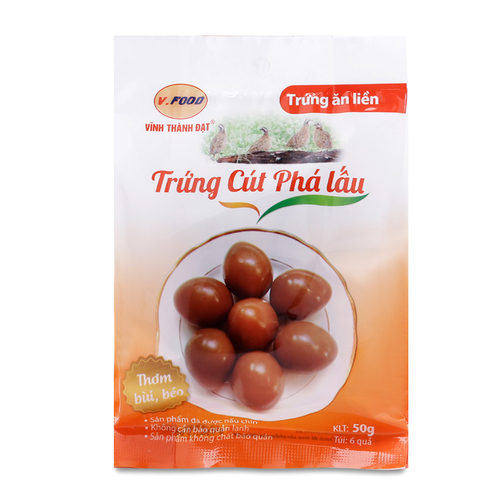 V.FOOD
VĨNH THÀNH ĐẠT®
Trứng ăn liền
Trứng Cút Phá lấu
Thơm
bùi, béo
• Sản phẩm đã được nấu chín
• Không cần bảo quản lạnh
• Sản phẩm không chất bảo quản
KLT: 50g
Túi: 6 quả